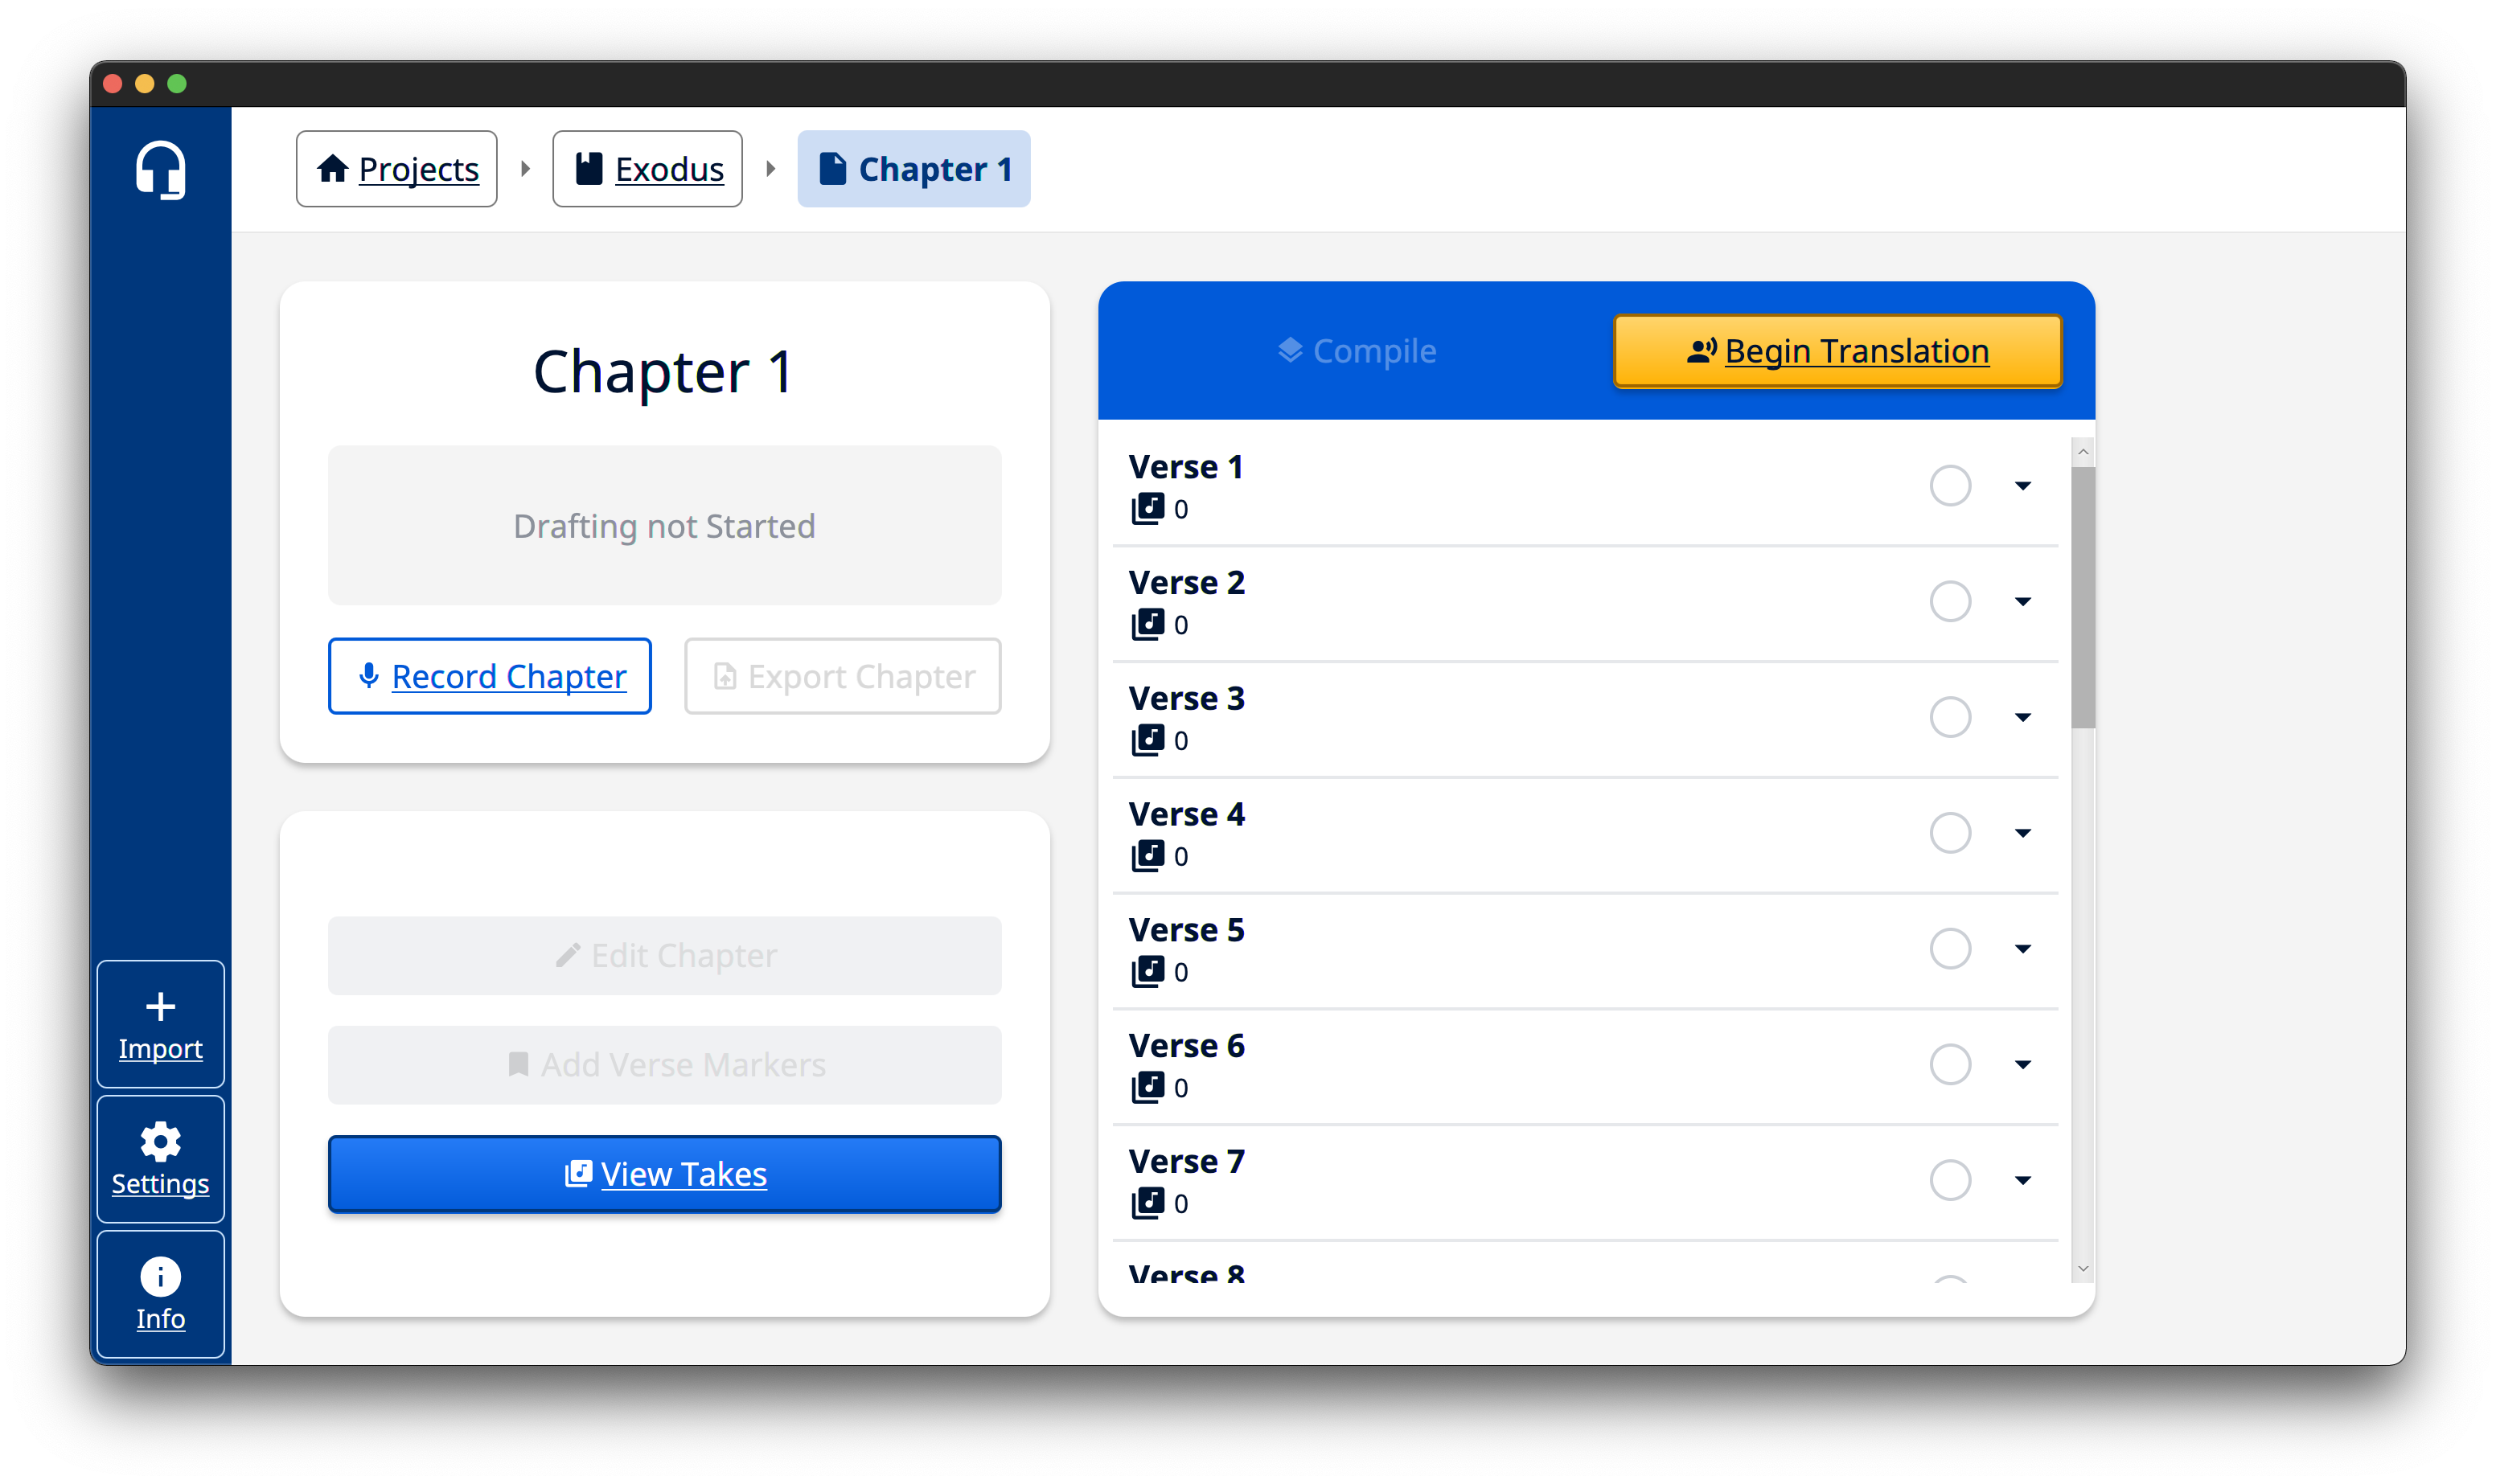 Projects
Exodus
Chapter 1
Import
Settings
Info
Chapter 1
Drafting not Started
Record Chapter
Export Chapter
Edit Chapter
Add Verse Markers
View Takes
Compile
Begin Translation
Verse 1
0
Verse 2
0
Verse 3
0
Verse 4
0
Verse 5
0
Verse 6
0
Verse 7
0
Verse 8